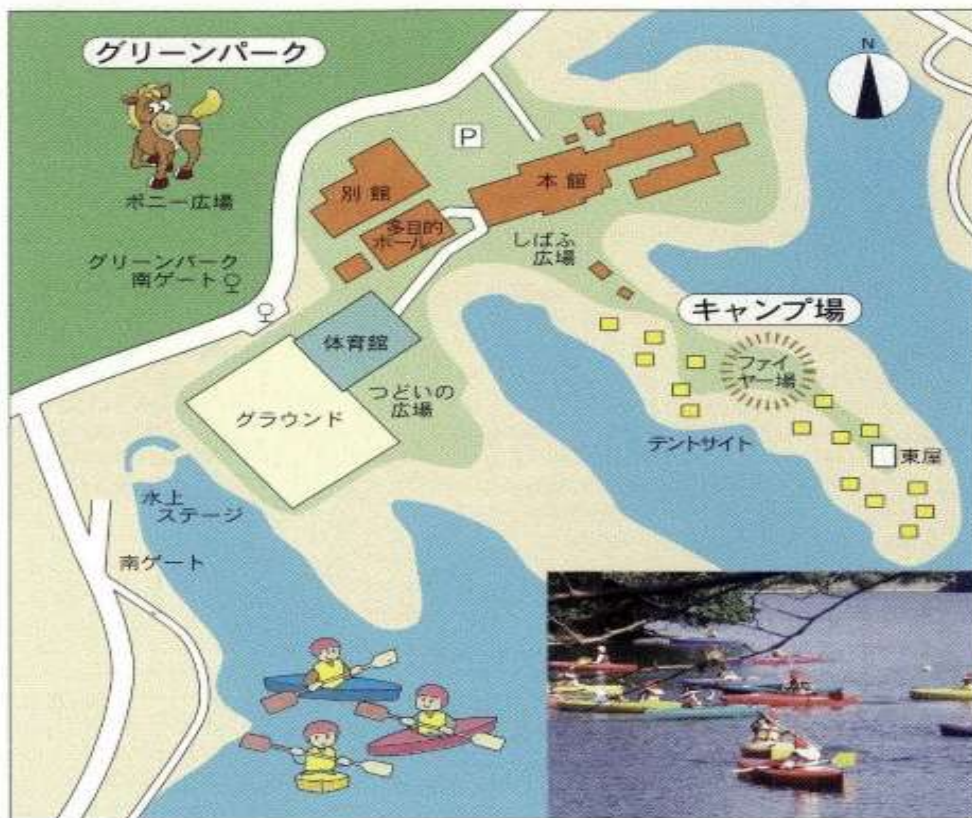 グリーンパーク
N
P
ポニー広場
別館
本館
多目的
ホール
しばふ
広場
グリーンパーク
南ゲート
キャンプ場
体育館
ファイ
ヤー場
つどいの
広場
グラウンド
テントサイト
東屋
水上
ステージ
南ゲート